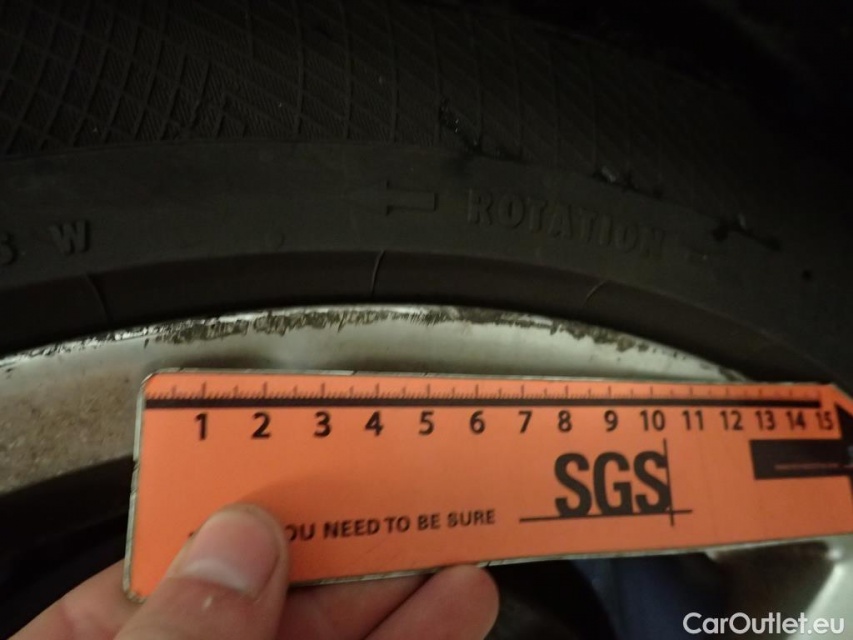 W
ROTATION
1 2 3 4 5 6 7 8 9 10 11 12 13 14 15
SGS
NEED TO BE SURE
CarOutlet.eu